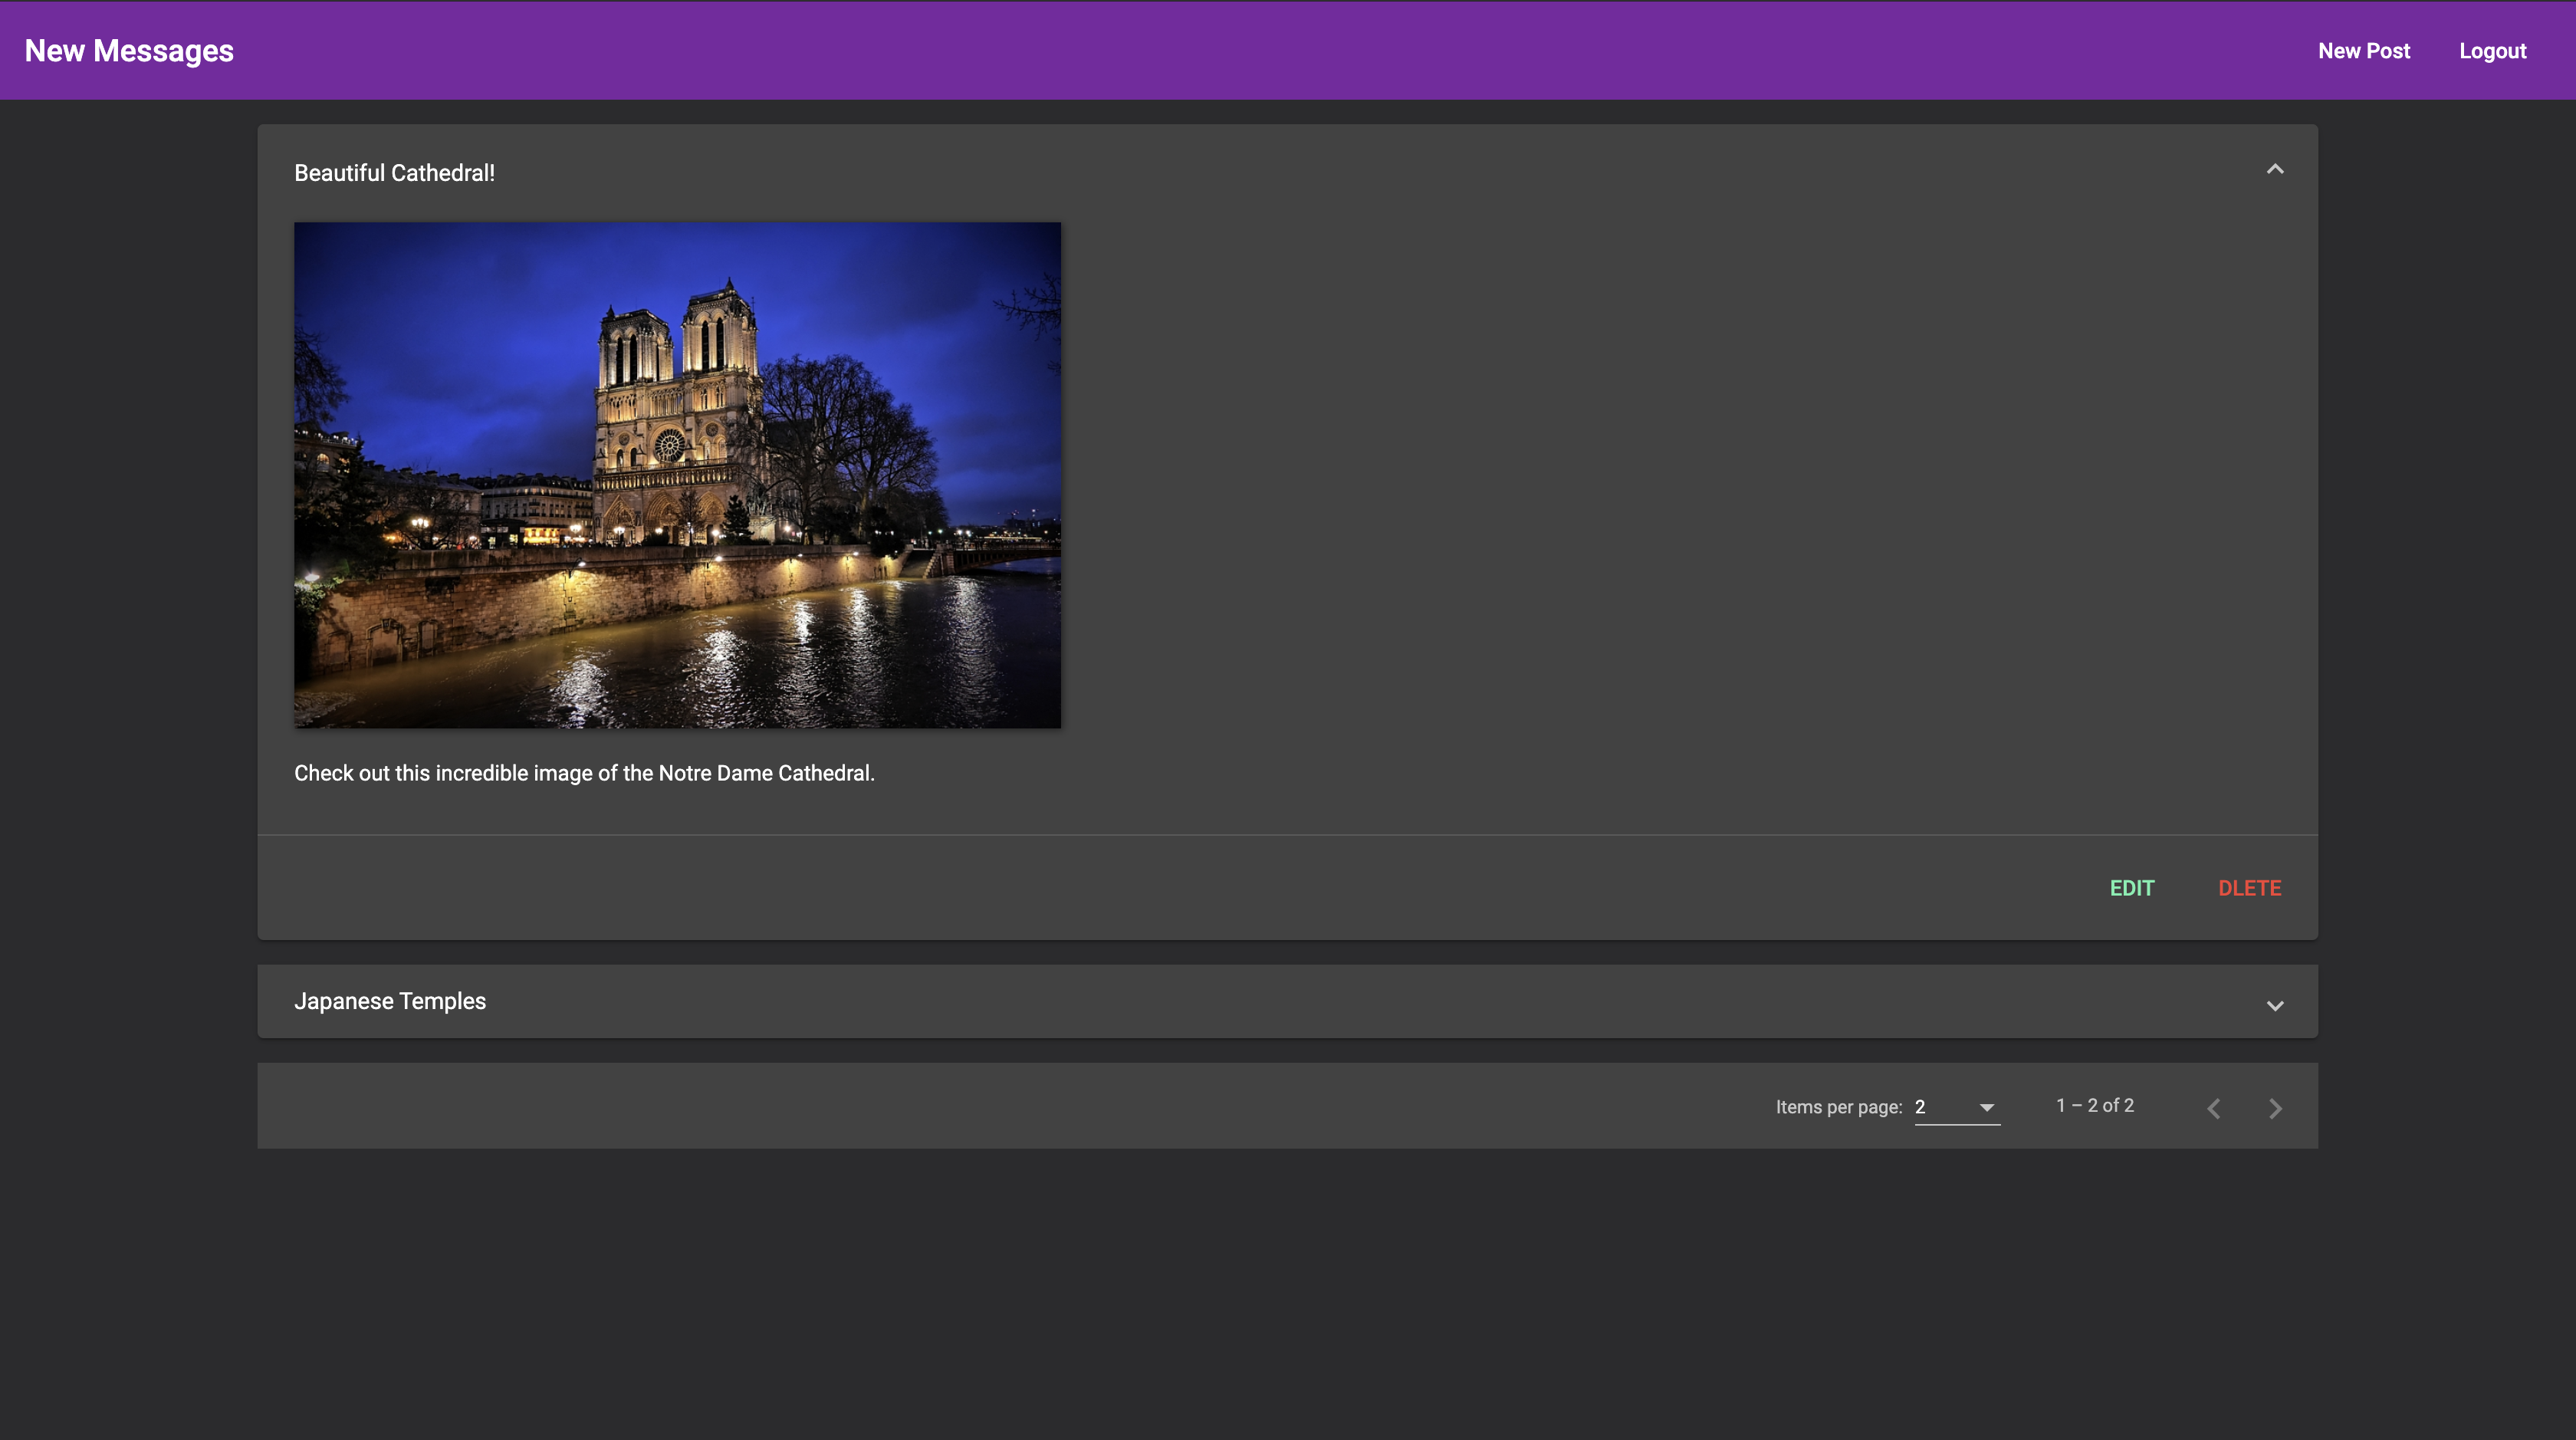 New Messages
New Post
Logout
Beautiful Cathedral!
Check out this incredible image of the Notre Dame Cathedral.
EDIT
DLETE
Japanese Temples
Items per page: 2
1 – 2 of 2